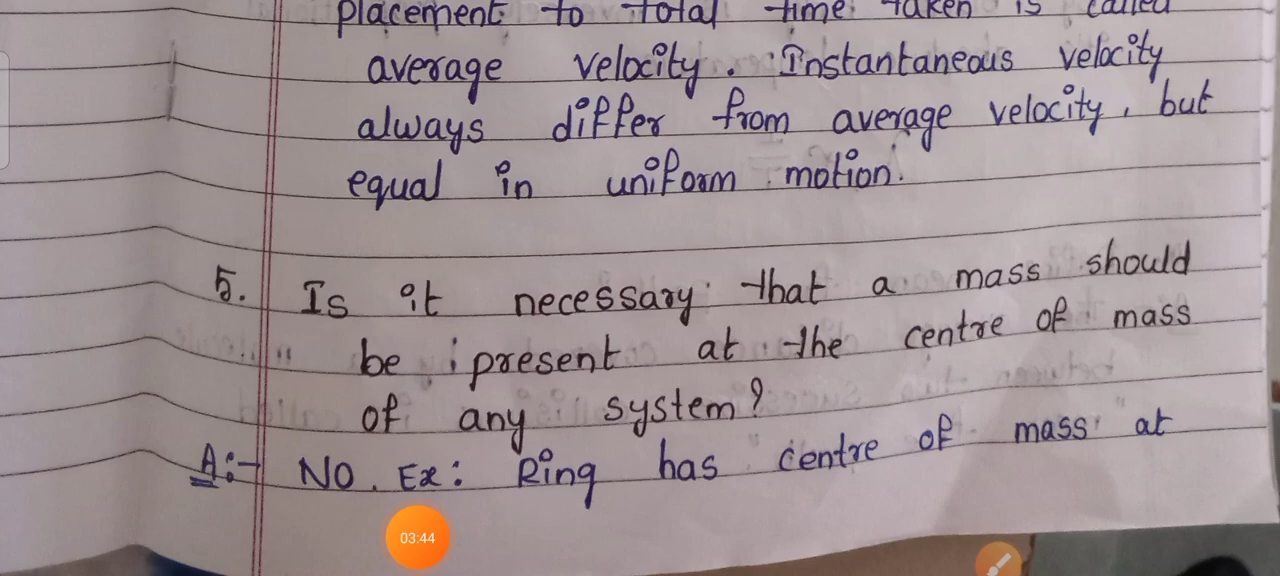 placement to total time taken is called
average velocity. Instantaneous velocity
always differ from average velocity, but
equal in uniform motion.
5. Is it necessary that a mass should
be present at the centre of mass
of any system?
A:- NO. Ex: Ring has centre of mass at
03:44